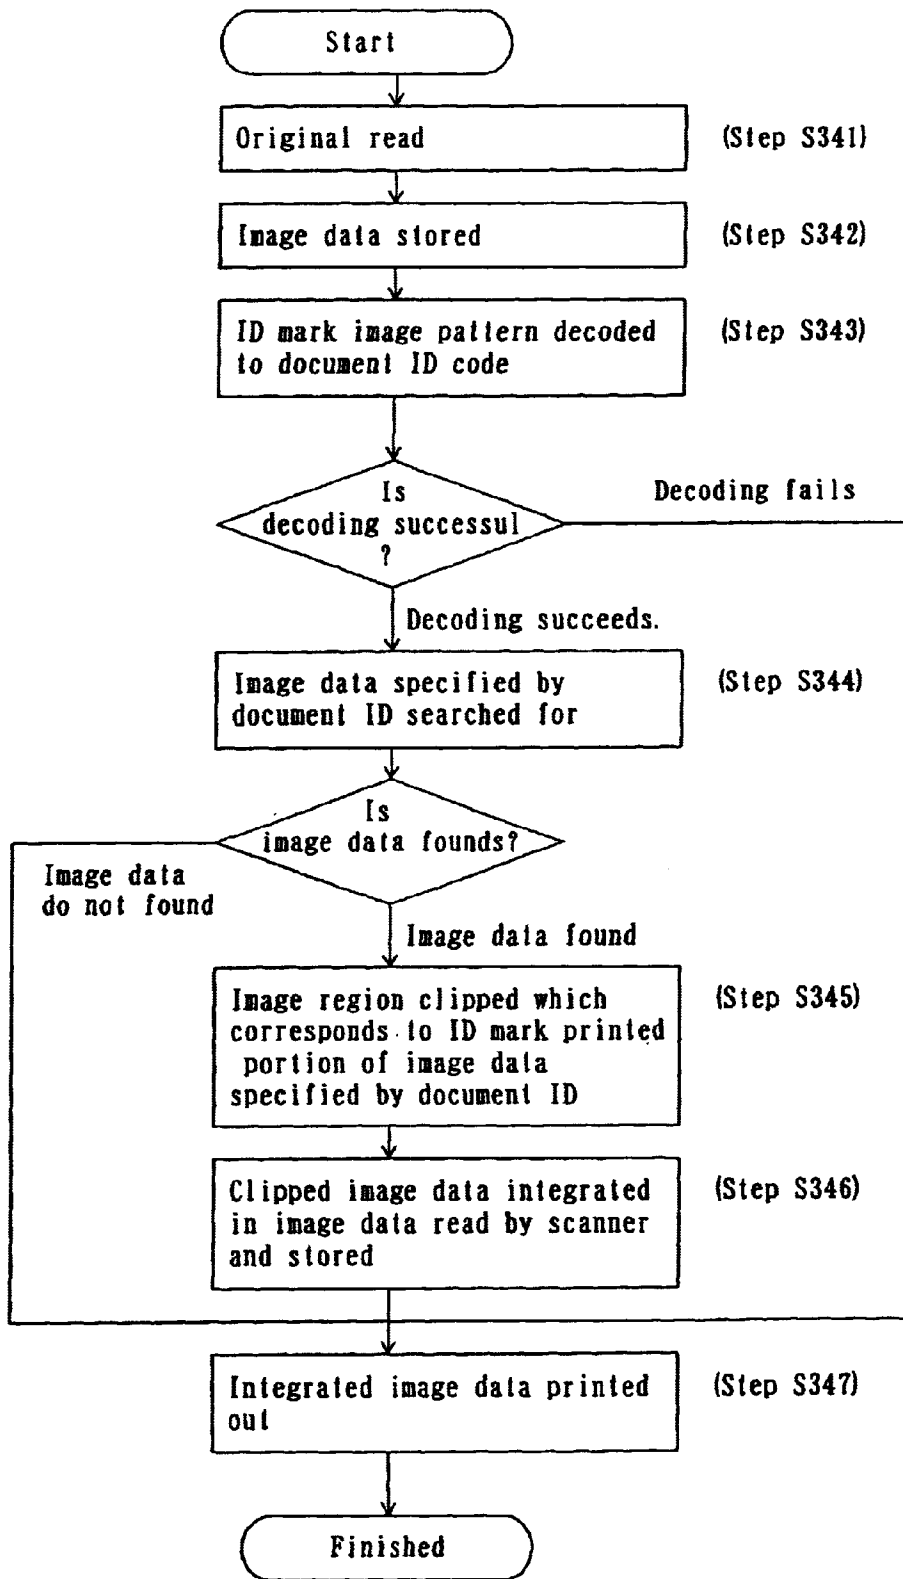 Start
Original read
(Step S341)
Image data stored
(Step S342)
ID mark image pattern decoded
to document ID code
(Step S343)
Is
decoding successul
?
Decoding fails
Decoding succeeds.
Image data specified by
document ID searched for
(Step S344)
Is
image data founds?
Image data
do not found
Image data found
Image region clipped which
corresponds to ID mark printed
portion of image data
specified by document ID
(Step S345)
Clipped image data integrated
in image data read by scanner
and stored
(Step S346)
Integrated image data printed
out
(Step S347)
Finished